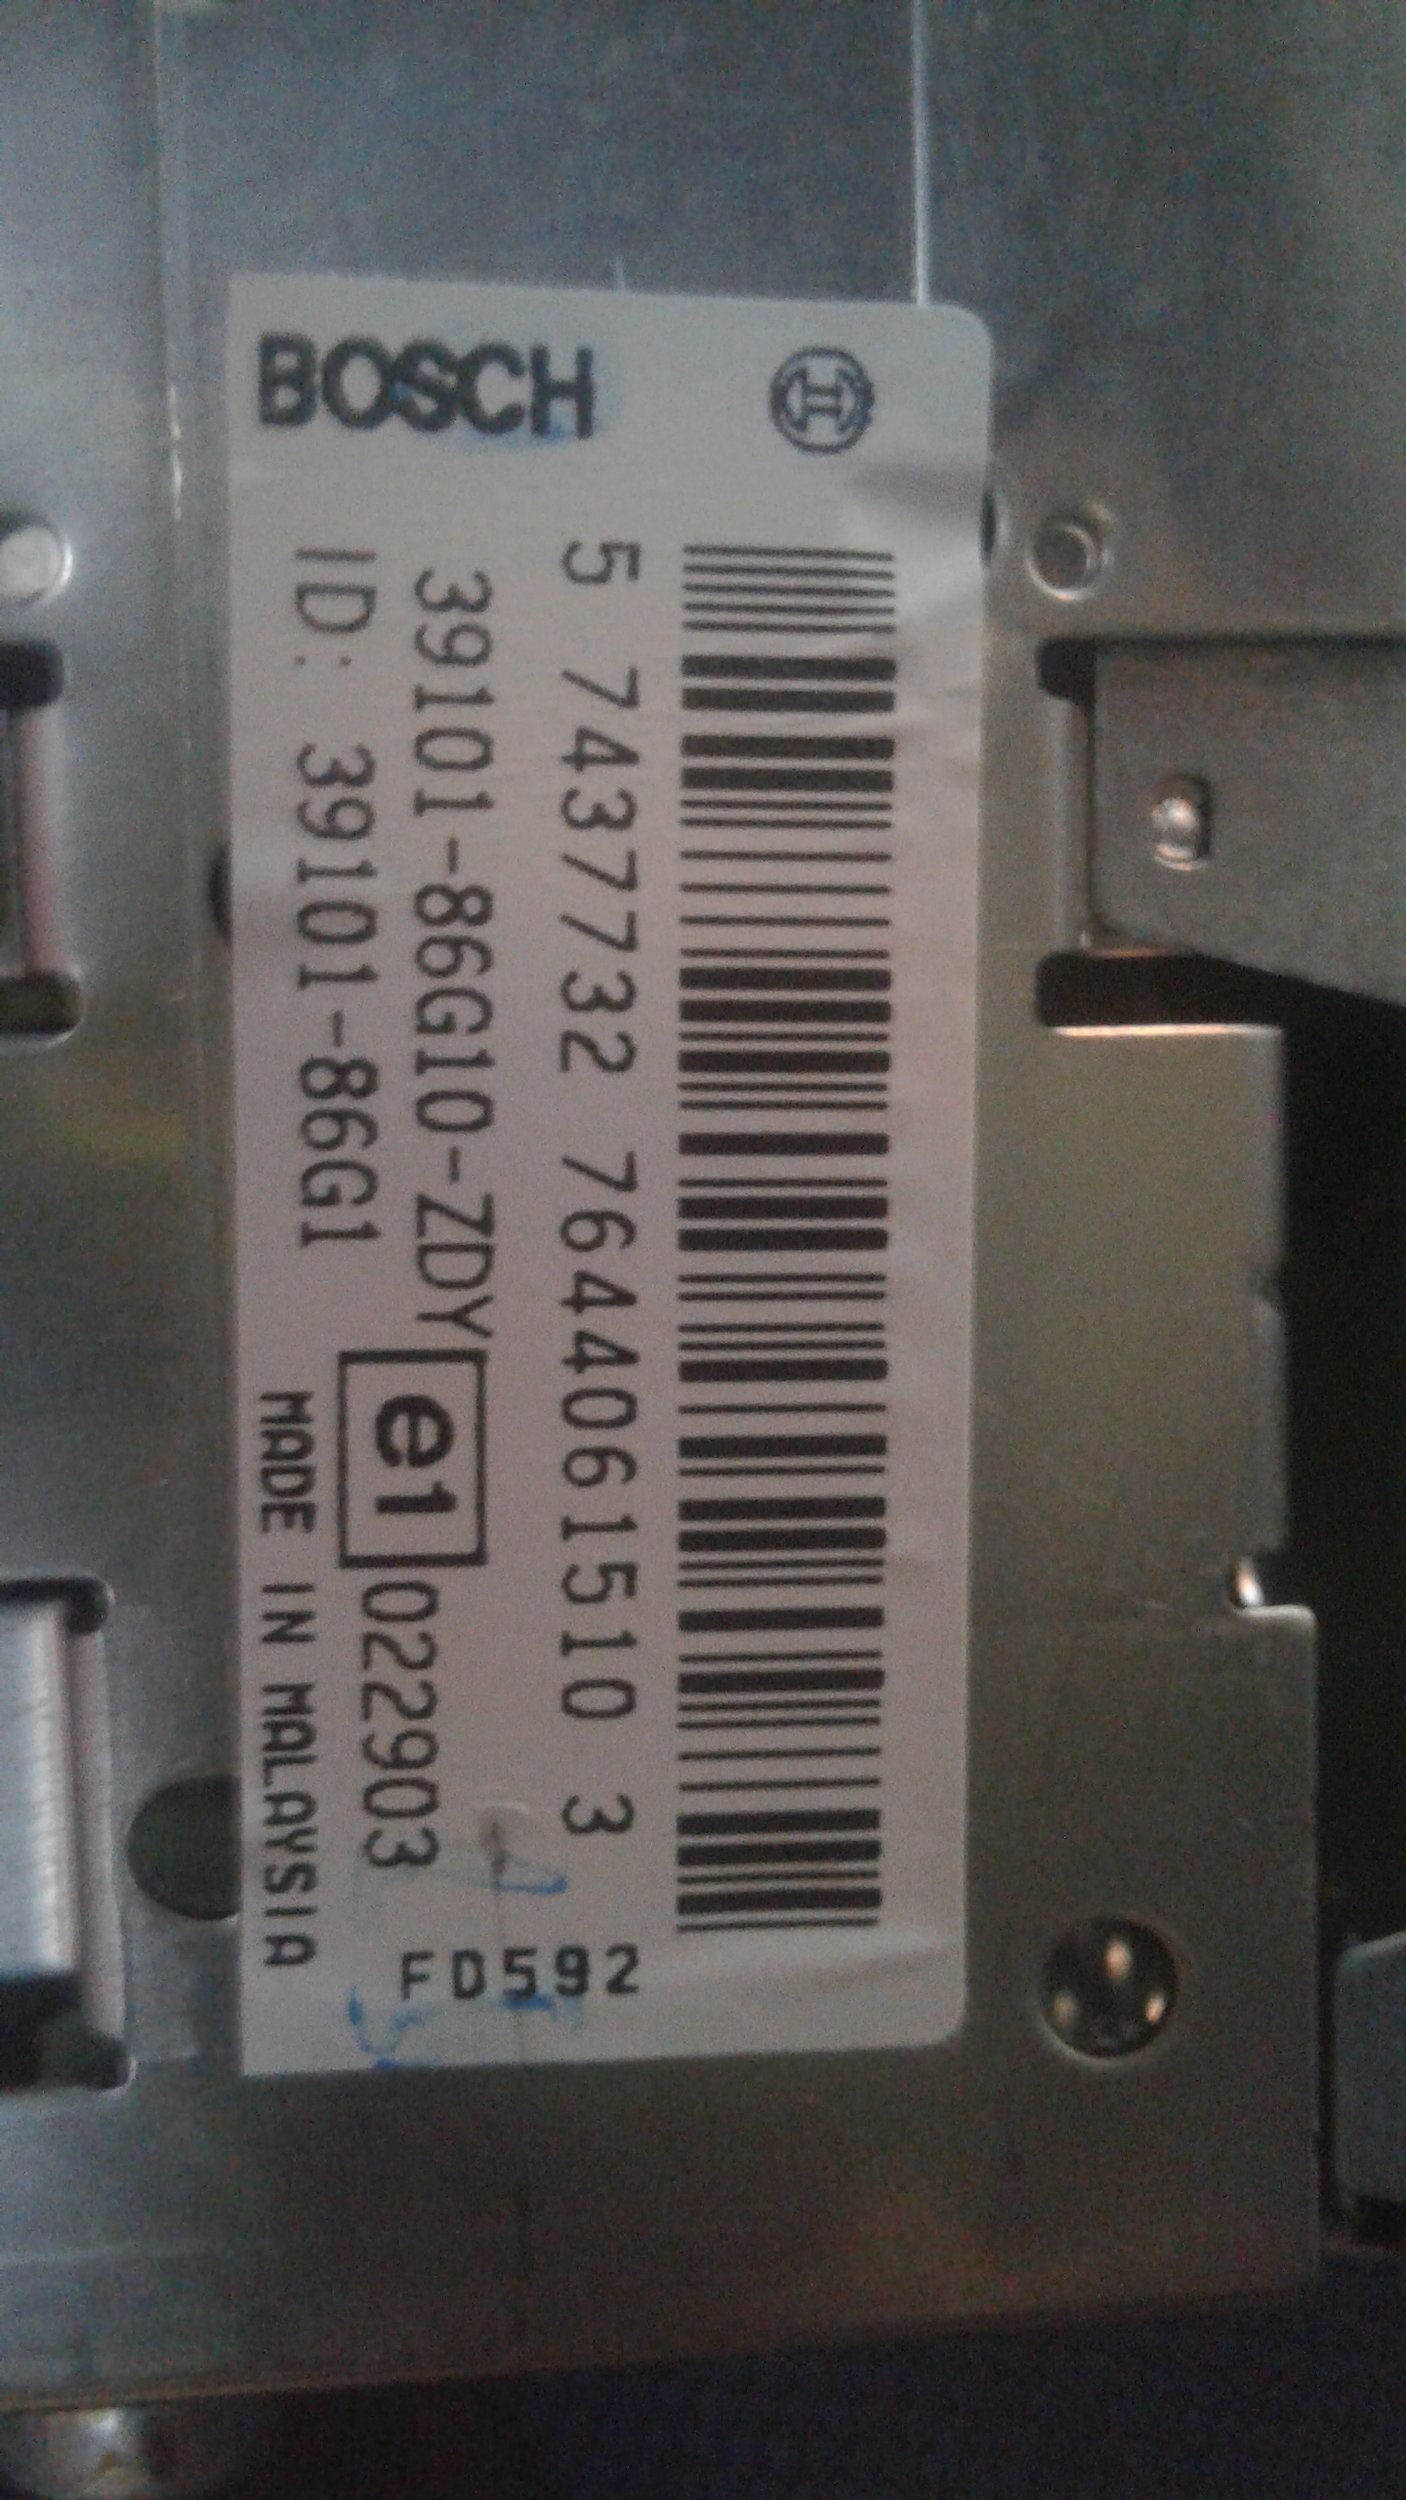 BOSCH
5 7437732 7644061510 3
39101-86G10-ZDY
ID: 39101-86G1
e1 022903
MADE IN MALAYSIA
FD592